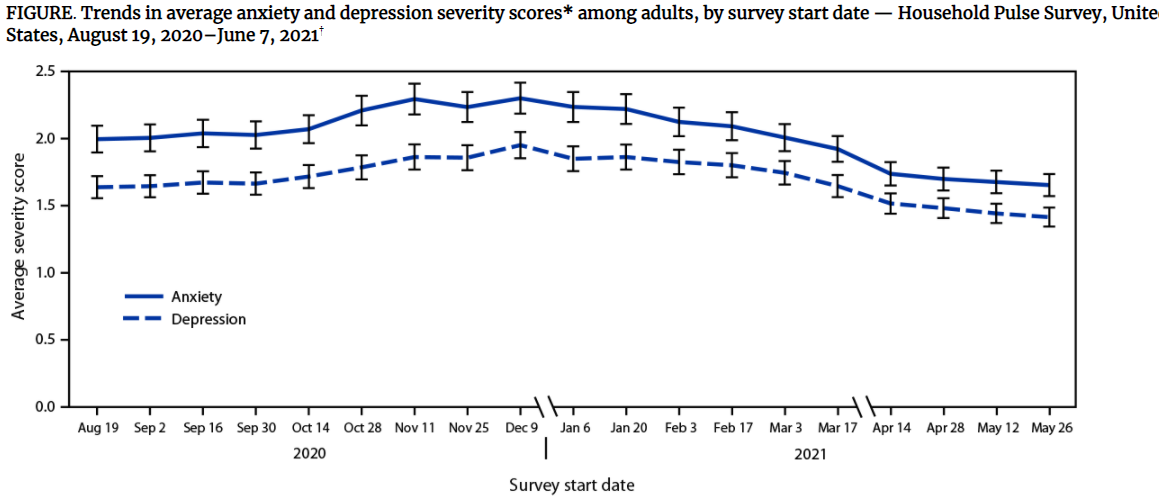 FIGURE. Trends in average anxiety and depression severity scores* among adults, by survey start date — Household Pulse Survey, Unite
States, August 19, 2020–June 7, 2021†
2.5
2.0
1.5
1.0
0.5
0.0
Average severity score
Anxiety
Depression
Aug 19 Sep 2 Sep 16 Sep 30 Oct 14 Oct 28 Nov 11 Nov 25 Dec 9 Jan 6 Jan 20 Feb 3 Feb 17 Mar 3 Mar 17 Apr 14 Apr 28 May 12 May 26
2020 2021
Survey start date